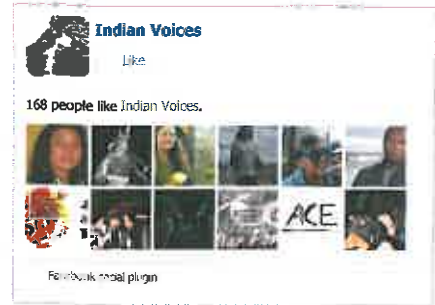 Indian Voices
Like
168 people like Indian Voices.
ACE
Facebook social plugin